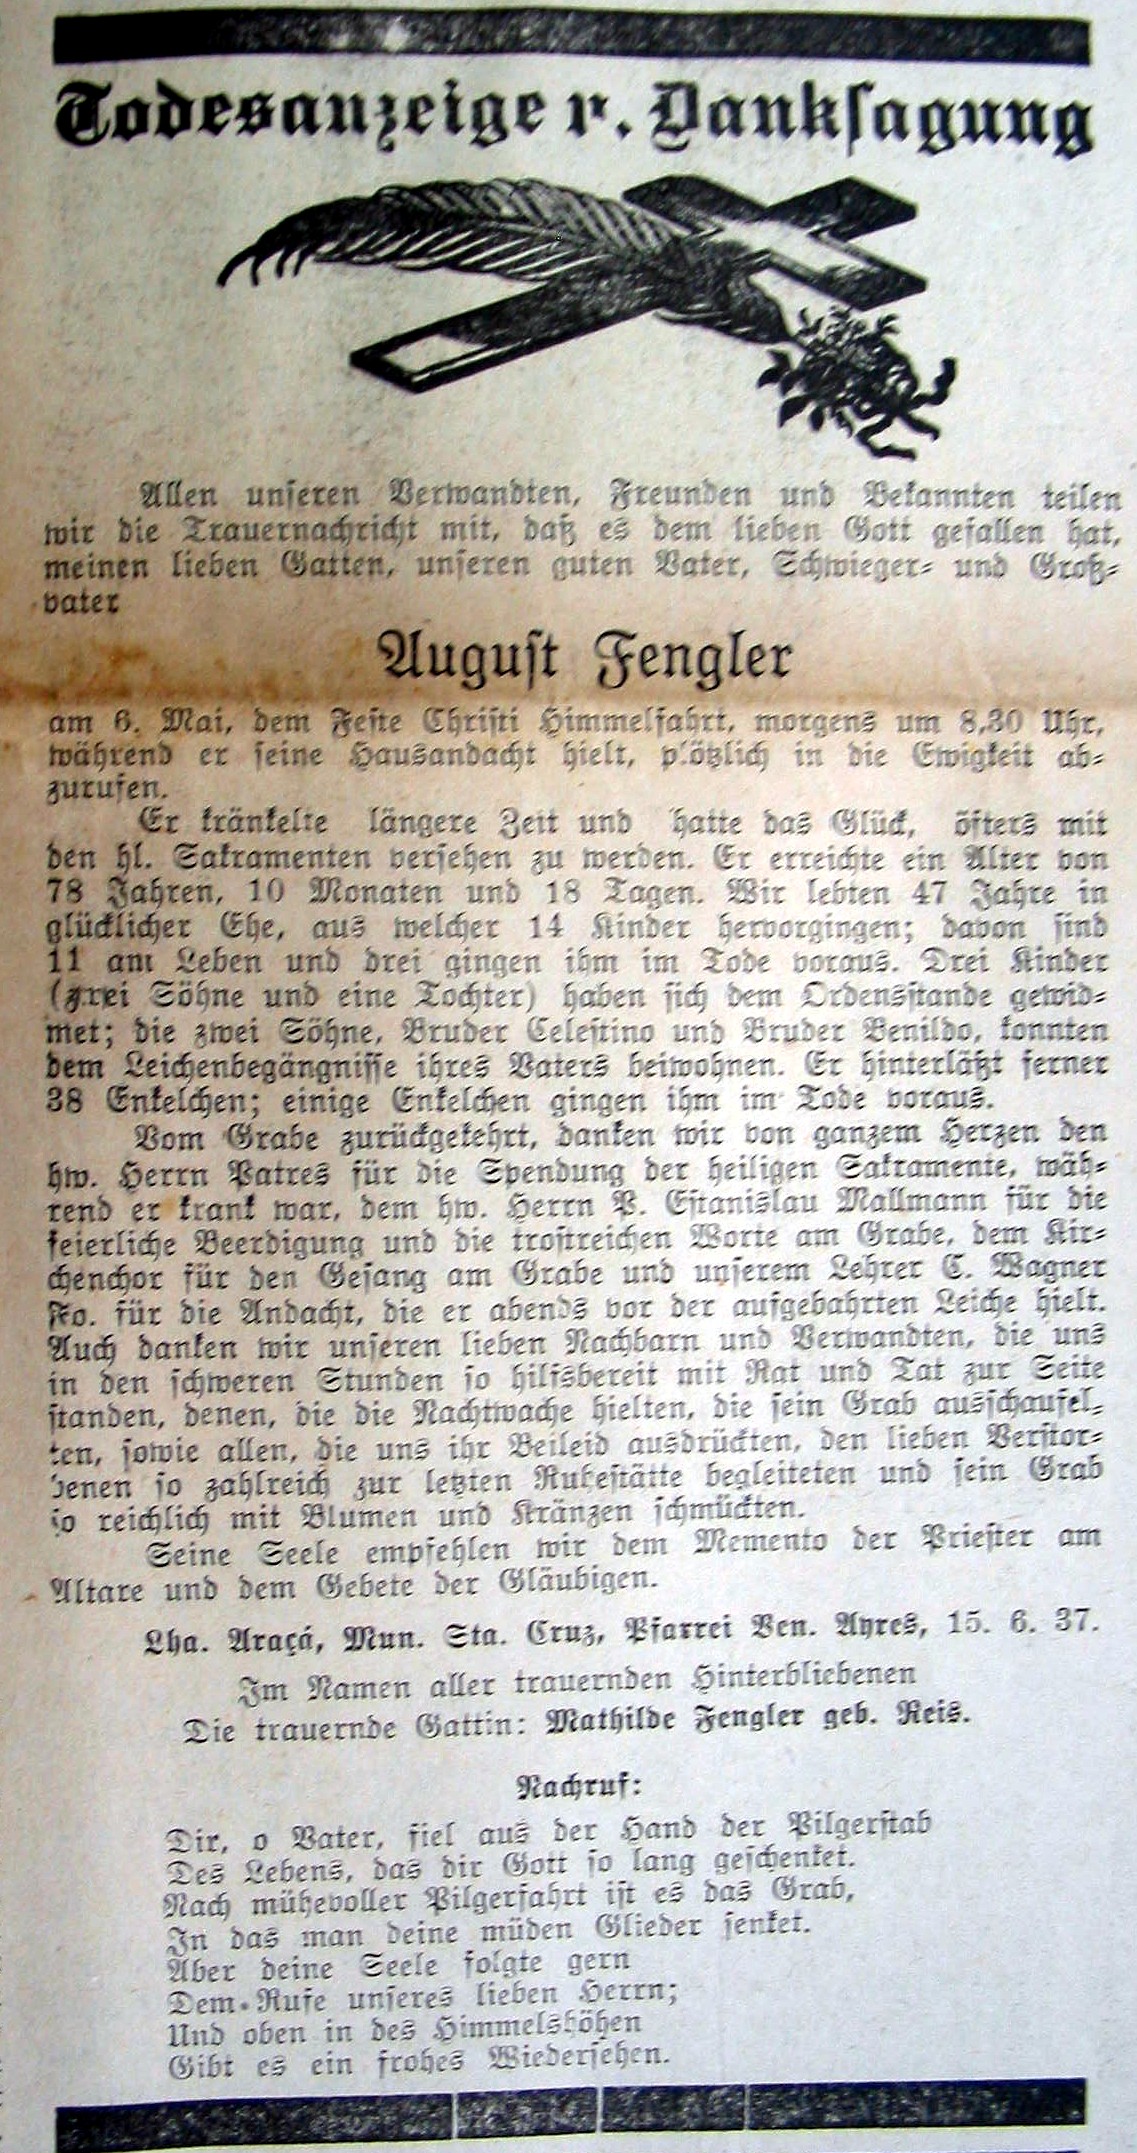 Todesanzeige r. Danksagung
Allen unseren Verwandten, Freunden und Bekannten teilen
wir die Trauernachricht mit, daß es dem lieben Gott gefallen hat,
meinen lieben Gatten, unseren guten Vater, Schwieger- und Groß-
vater
August Fengler
am 6. Mai, dem Feste Christi Himmelfahrt, morgens um 8,30 Uhr,
während er seine Hausandacht hielt, plötzlich in die Ewigkeit ab-
zurufen.
Er kränkelte längere Zeit und hatte das Glück, öfters mit
den hl. Sakramenten versehen zu werden. Er erreichte ein Alter von
78 Jahren, 10 Monaten und 18 Tagen. Wir lebten 47 Jahre in
glücklicher Ehe, aus welcher 14 Kinder hervorgingen; davon sind
11 am Leben und drei gingen ihm im Tode voraus. Drei Kinder
(zwei Söhne und eine Tochter) haben sich dem Ordensstande gewid-
met; die zwei Söhne, Bruder Celestino und Bruder Benildo, konnten
dem Leichenbegängnisse ihres Vaters beiwohnen. Er hinterläßt ferner
38 Enkelchen; einige Enkelchen gingen ihm im Tode voraus.
Vom Grabe zurückgekehrt, danken wir von ganzem Herzen den
hw. Herrn Patres für die Spendung der heiligen Sakramente, wäh-
rend er krank war, dem hw. Herrn P. Estanislau Mallmann für die
feierliche Beerdigung und die trostreichen Worte am Grabe, dem Kir-
chenchor für den Gesang am Grabe und unserem Lehrer C. Wagner
Fo. für die Andacht, die er abends vor der aufgebahrten Leiche hielt.
Auch danken wir unseren lieben Nachbarn und Verwandten, die uns
in den schweren Stunden so hilfsbereit mit Rat und Tat zur Seite
standen, denen, die die Nachtwache hielten, die sein Grab ausschaufel-
ten, sowie allen, die uns ihr Beileid ausdrückten, den lieben Verstor-
benen so zahlreich zur letzten Ruhestätte begleiteten und sein Grab
so reichlich mit Blumen und Kränzen schmückten.
Seine Seele empfehlen wir dem Memento der Priester am
Altare und dem Gebete der Gläubigen.
Lha. Araçá, Mun. Sta. Cruz, Pfarrei Ven. Ayres, 15. 6. 37.
Im Namen aller trauernden Hinterbliebenen
Die trauernde Gattin: Mathilde Fengler geb. Reis.
Nachruf:
Dir, o Vater, fiel aus der Hand der Pilgerstab
Des Lebens, das dir Gott so lang geschenket.
Nach mühevoller Pilgerfahrt ist es das Grab,
In das man deine müden Glieder senket.
Aber deine Seele folgte gern
Dem Rufe unseres lieben Herrn;
Und oben in des Himmelshöhen
Gibt es ein frohes Wiedersehen.